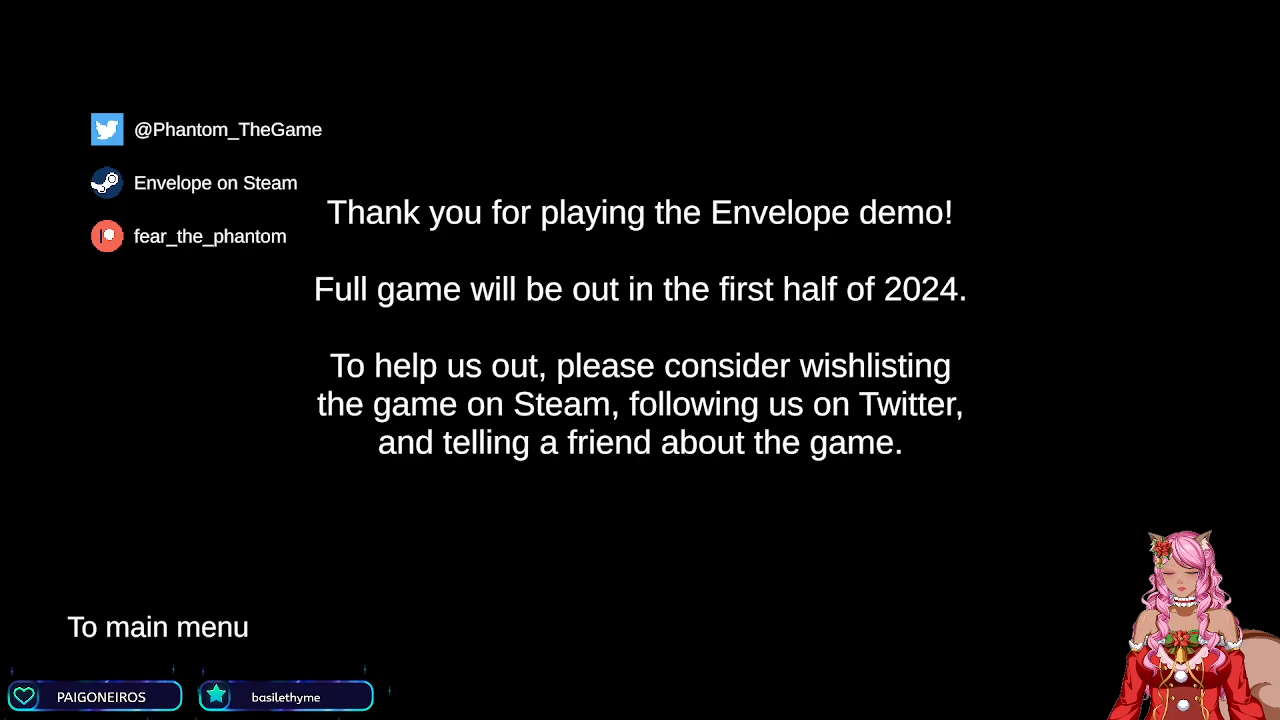 @Phantom_TheGame
Envelope on Steam
fear_the_phantom
Thank you for playing the Envelope demo!
Full game will be out in the first half of 2024.
To help us out, please consider wishlisting
the game on Steam, following us on Twitter,
and telling a friend about the game.
To main menu
PAIGONEIROS
basilethyme